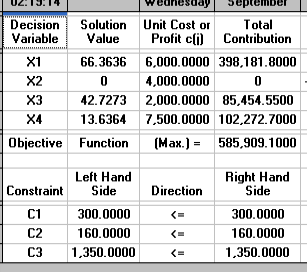 02:19:14 Wednesday September
Decision Solution Unit Cost or Total
Variable Value Profit c(j) Contribution
X1 66.3636 6,000.0000 398,181.8000
X2 0 4,000.0000 0
X3 42.7273 2,000.0000 85,454.5500
X4 13.6364 7,500.0000 102,272.7000
Objective Function (Max.) = 585,909.1000
Left Hand Right Hand
Constraint Side Direction Side
C1 300.0000 <= 300.0000
C2 160.0000 <= 160.0000
C3 1,350.0000 <= 1,350.0000